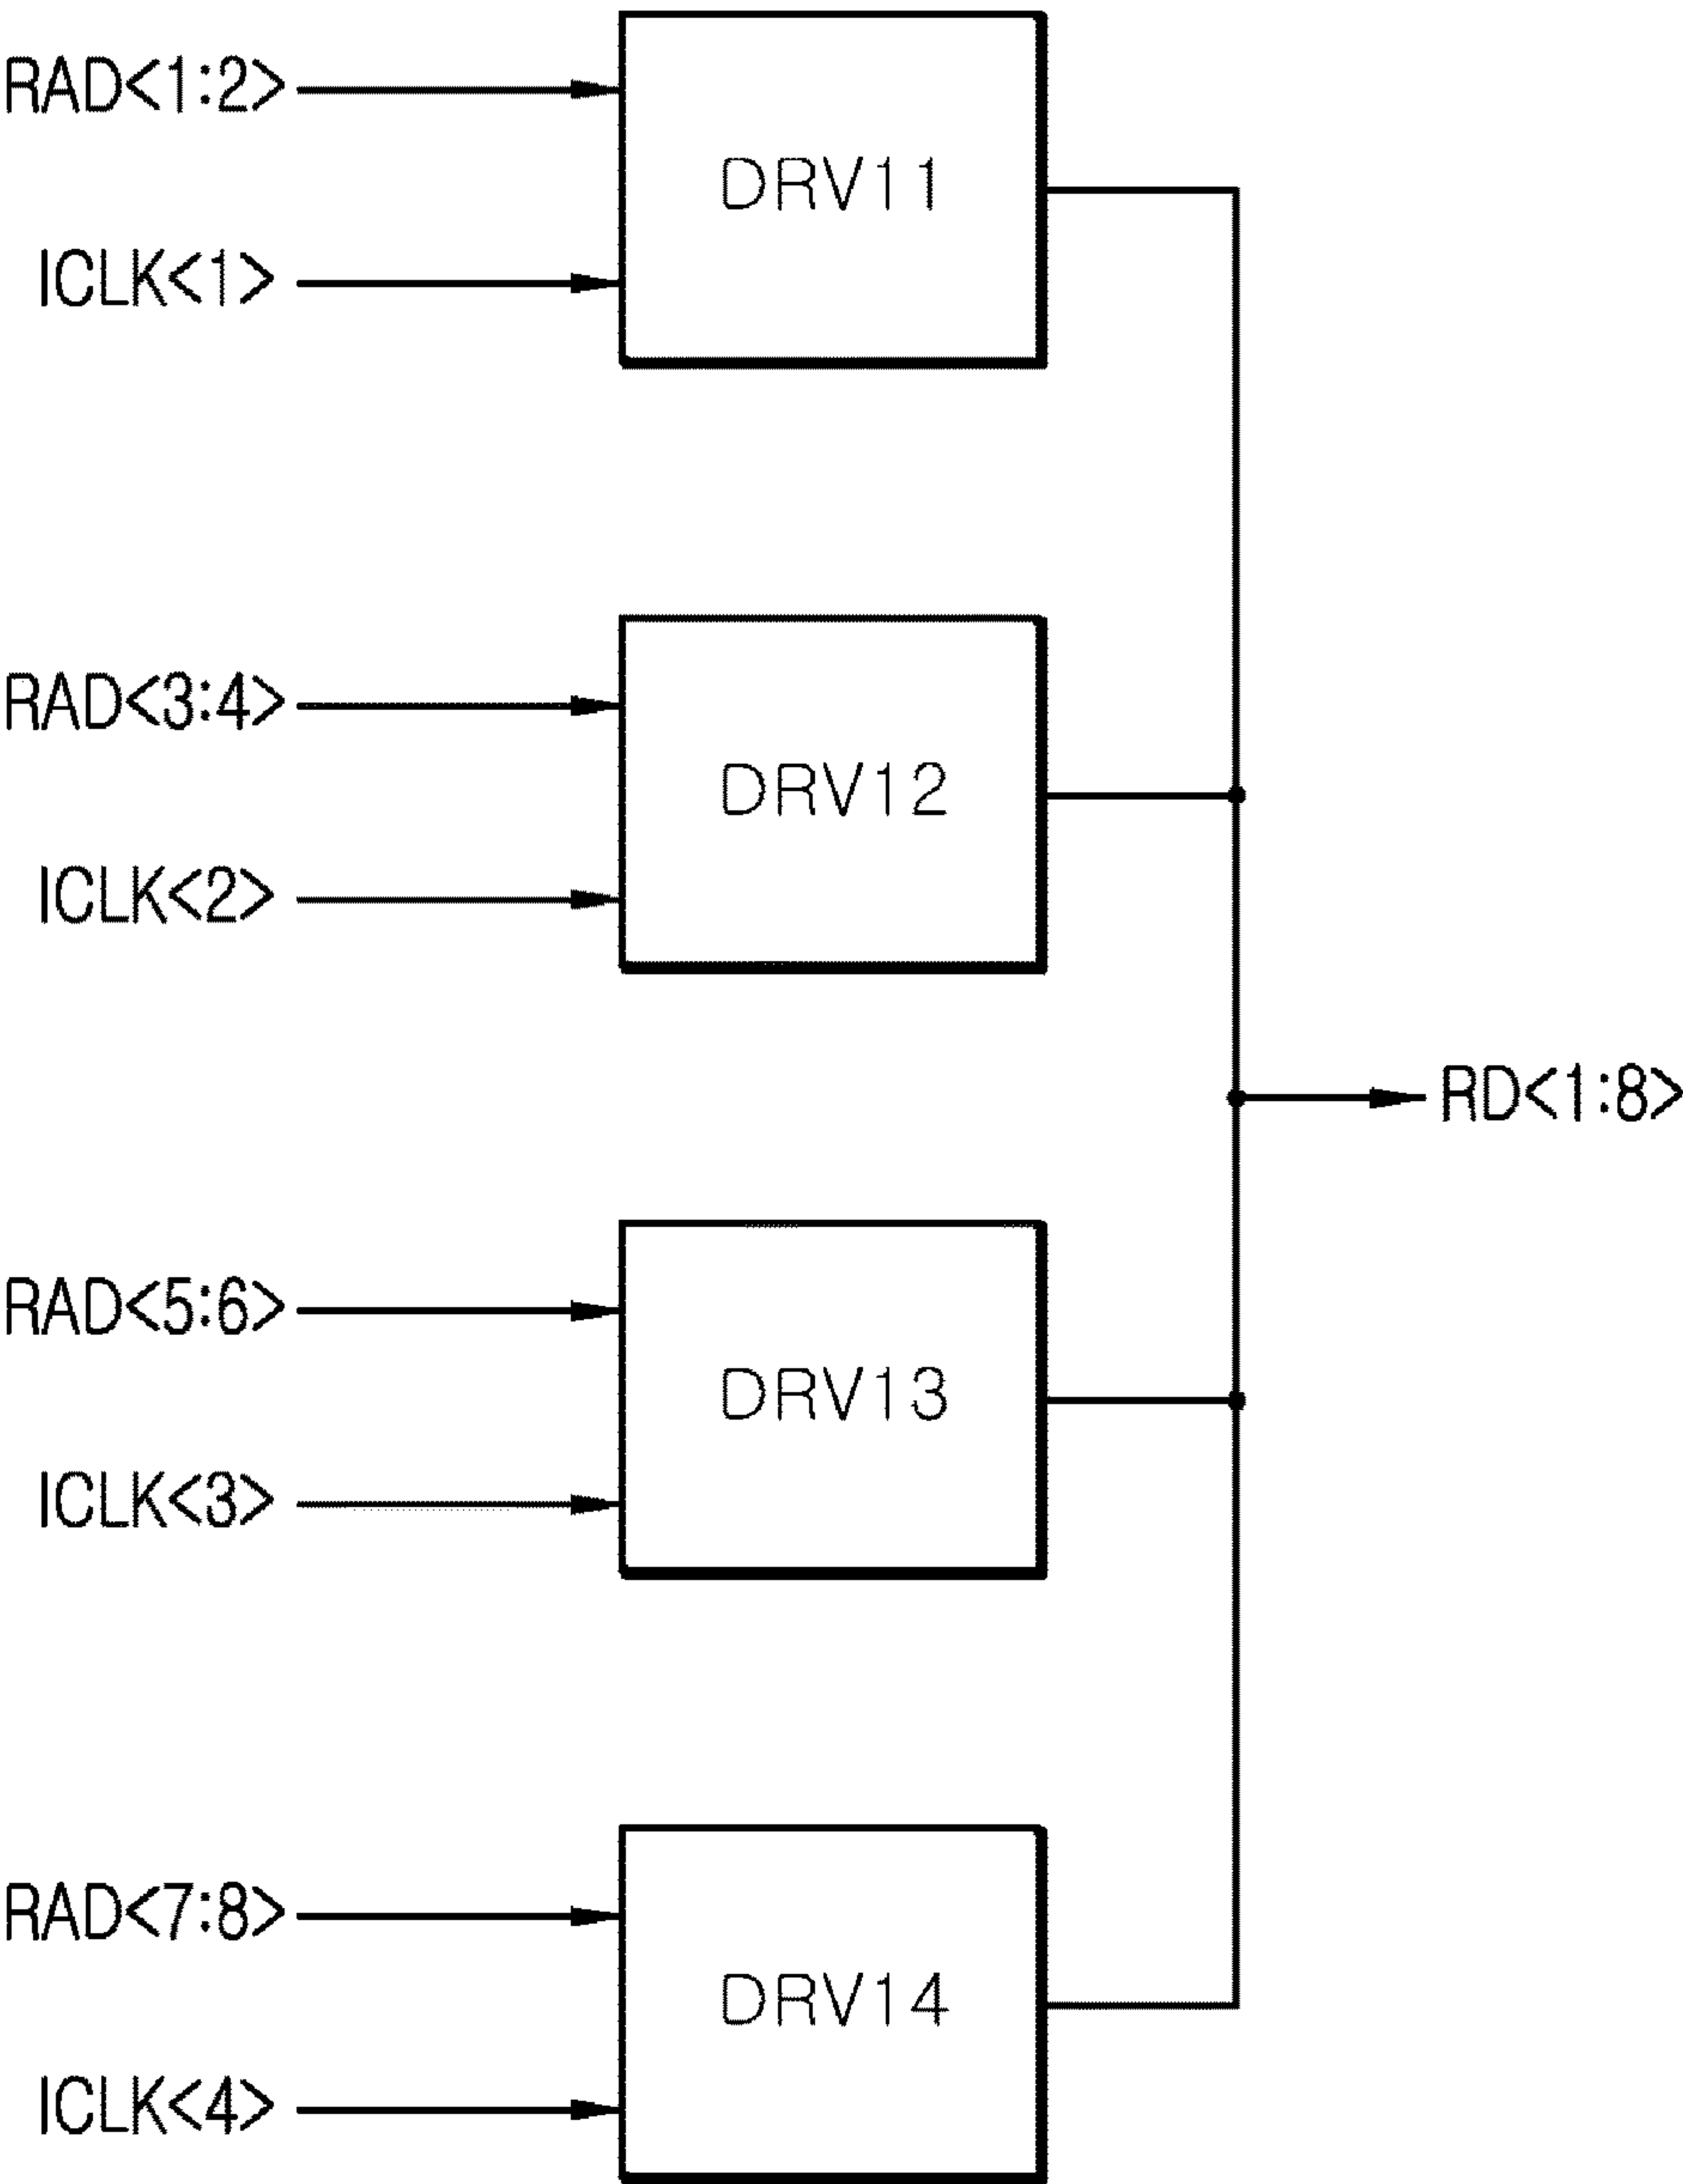 RAD<1:2>
DRV11
ICLK<1>
RAD<3:4>
DRV12
ICLK<2>
RD<1:8>
RAD<5:6>
DRV13
ICLK<3>
RAD<7:8>
DRV14
ICLK<4>